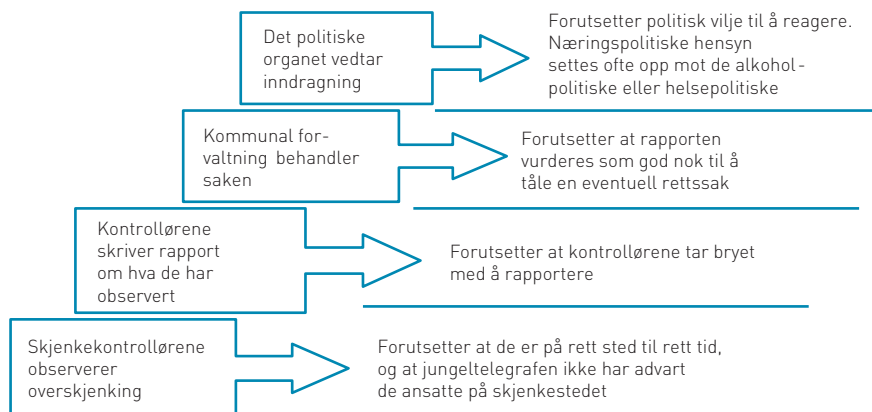 Det politiske
organet vedtar
inndragning
Forutsetter politisk vilje til å reagere.
Næringspolitiske hensyn
settes ofte opp mot de alkohol-
politiske eller helsepolitiske
Kommunal for-
valtning behandler
saken
Forutsetter at rapporten
vurderes som god nok til å
tåle en eventuell rettssak
Kontrollørene
skriver rapport
om hva de har
observert
Forutsetter at kontrollørene tar bryet
med å rapportere
Skjenkekontrollørene
observerer
overskjenking
Forutsetter at de er på rett sted til rett tid,
og at jungeltelegrafen ikke har advart
de ansatte på skjenkestedet